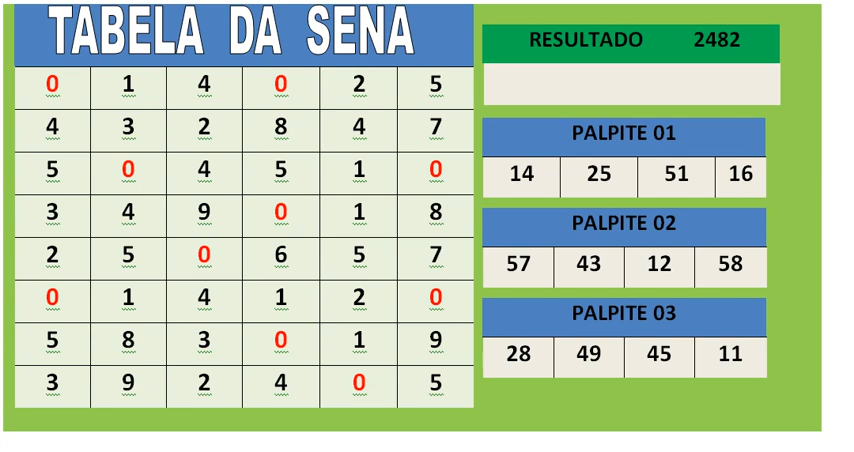 TABELA DA SENA
0 1 4 0 2 5
4 3 2 8 4 7
5 0 4 5 1 0
3 4 9 0 1 8
2 5 0 6 5 7
0 1 4 1 2 0
5 8 3 0 1 9
3 9 2 4 0 5
RESULTADO 2482
PALPITE 01
14 25 51 16
PALPITE 02
57 43 12 58
PALPITE 03
28 49 45 11